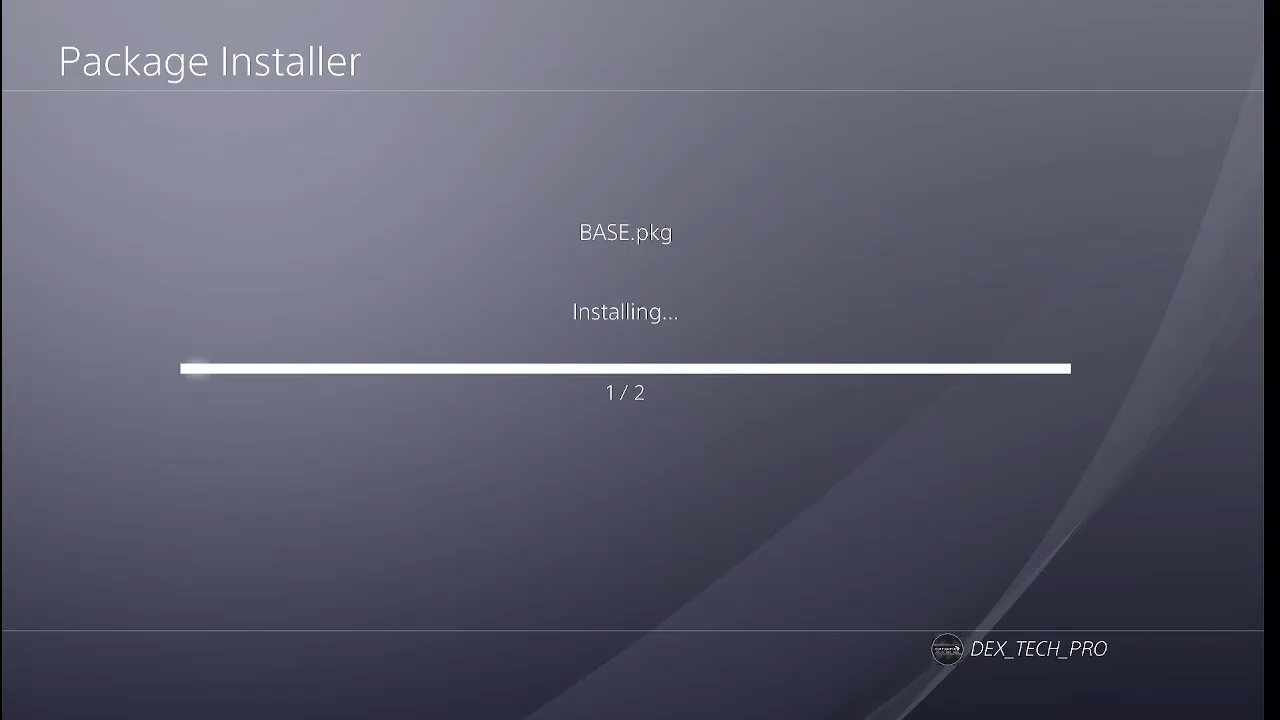 Package Installer
BASE.pkg
Installing...
1 / 2
DEX_TECH_PRO